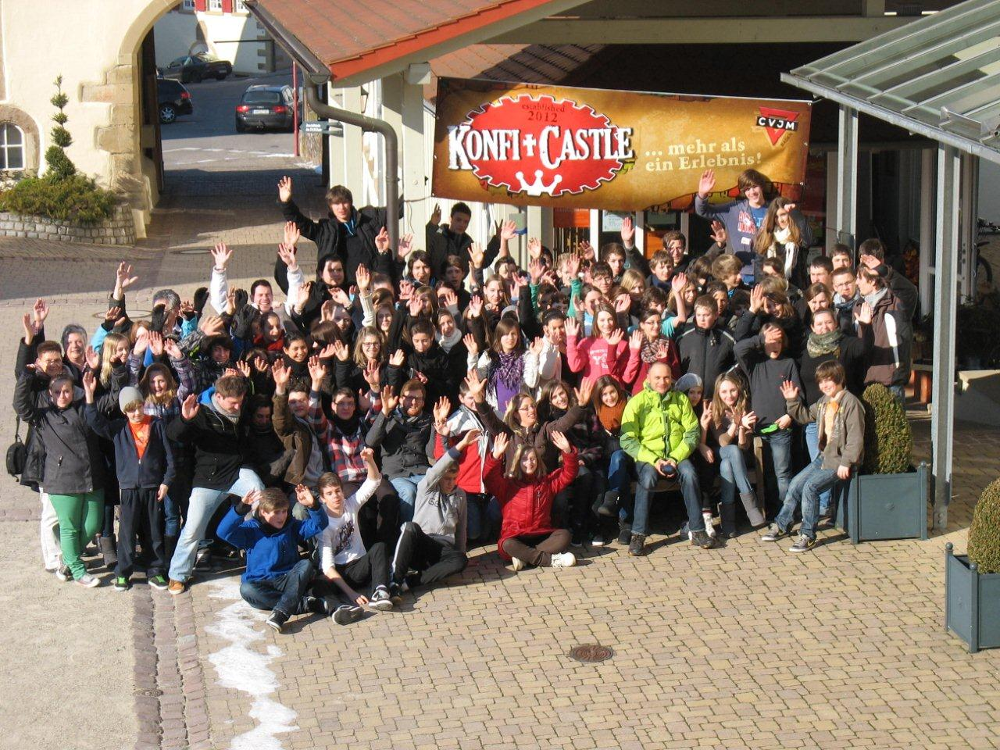 established
2012
KONFI CASTLE
... mehr als
ein Erlebnis!
CVJM